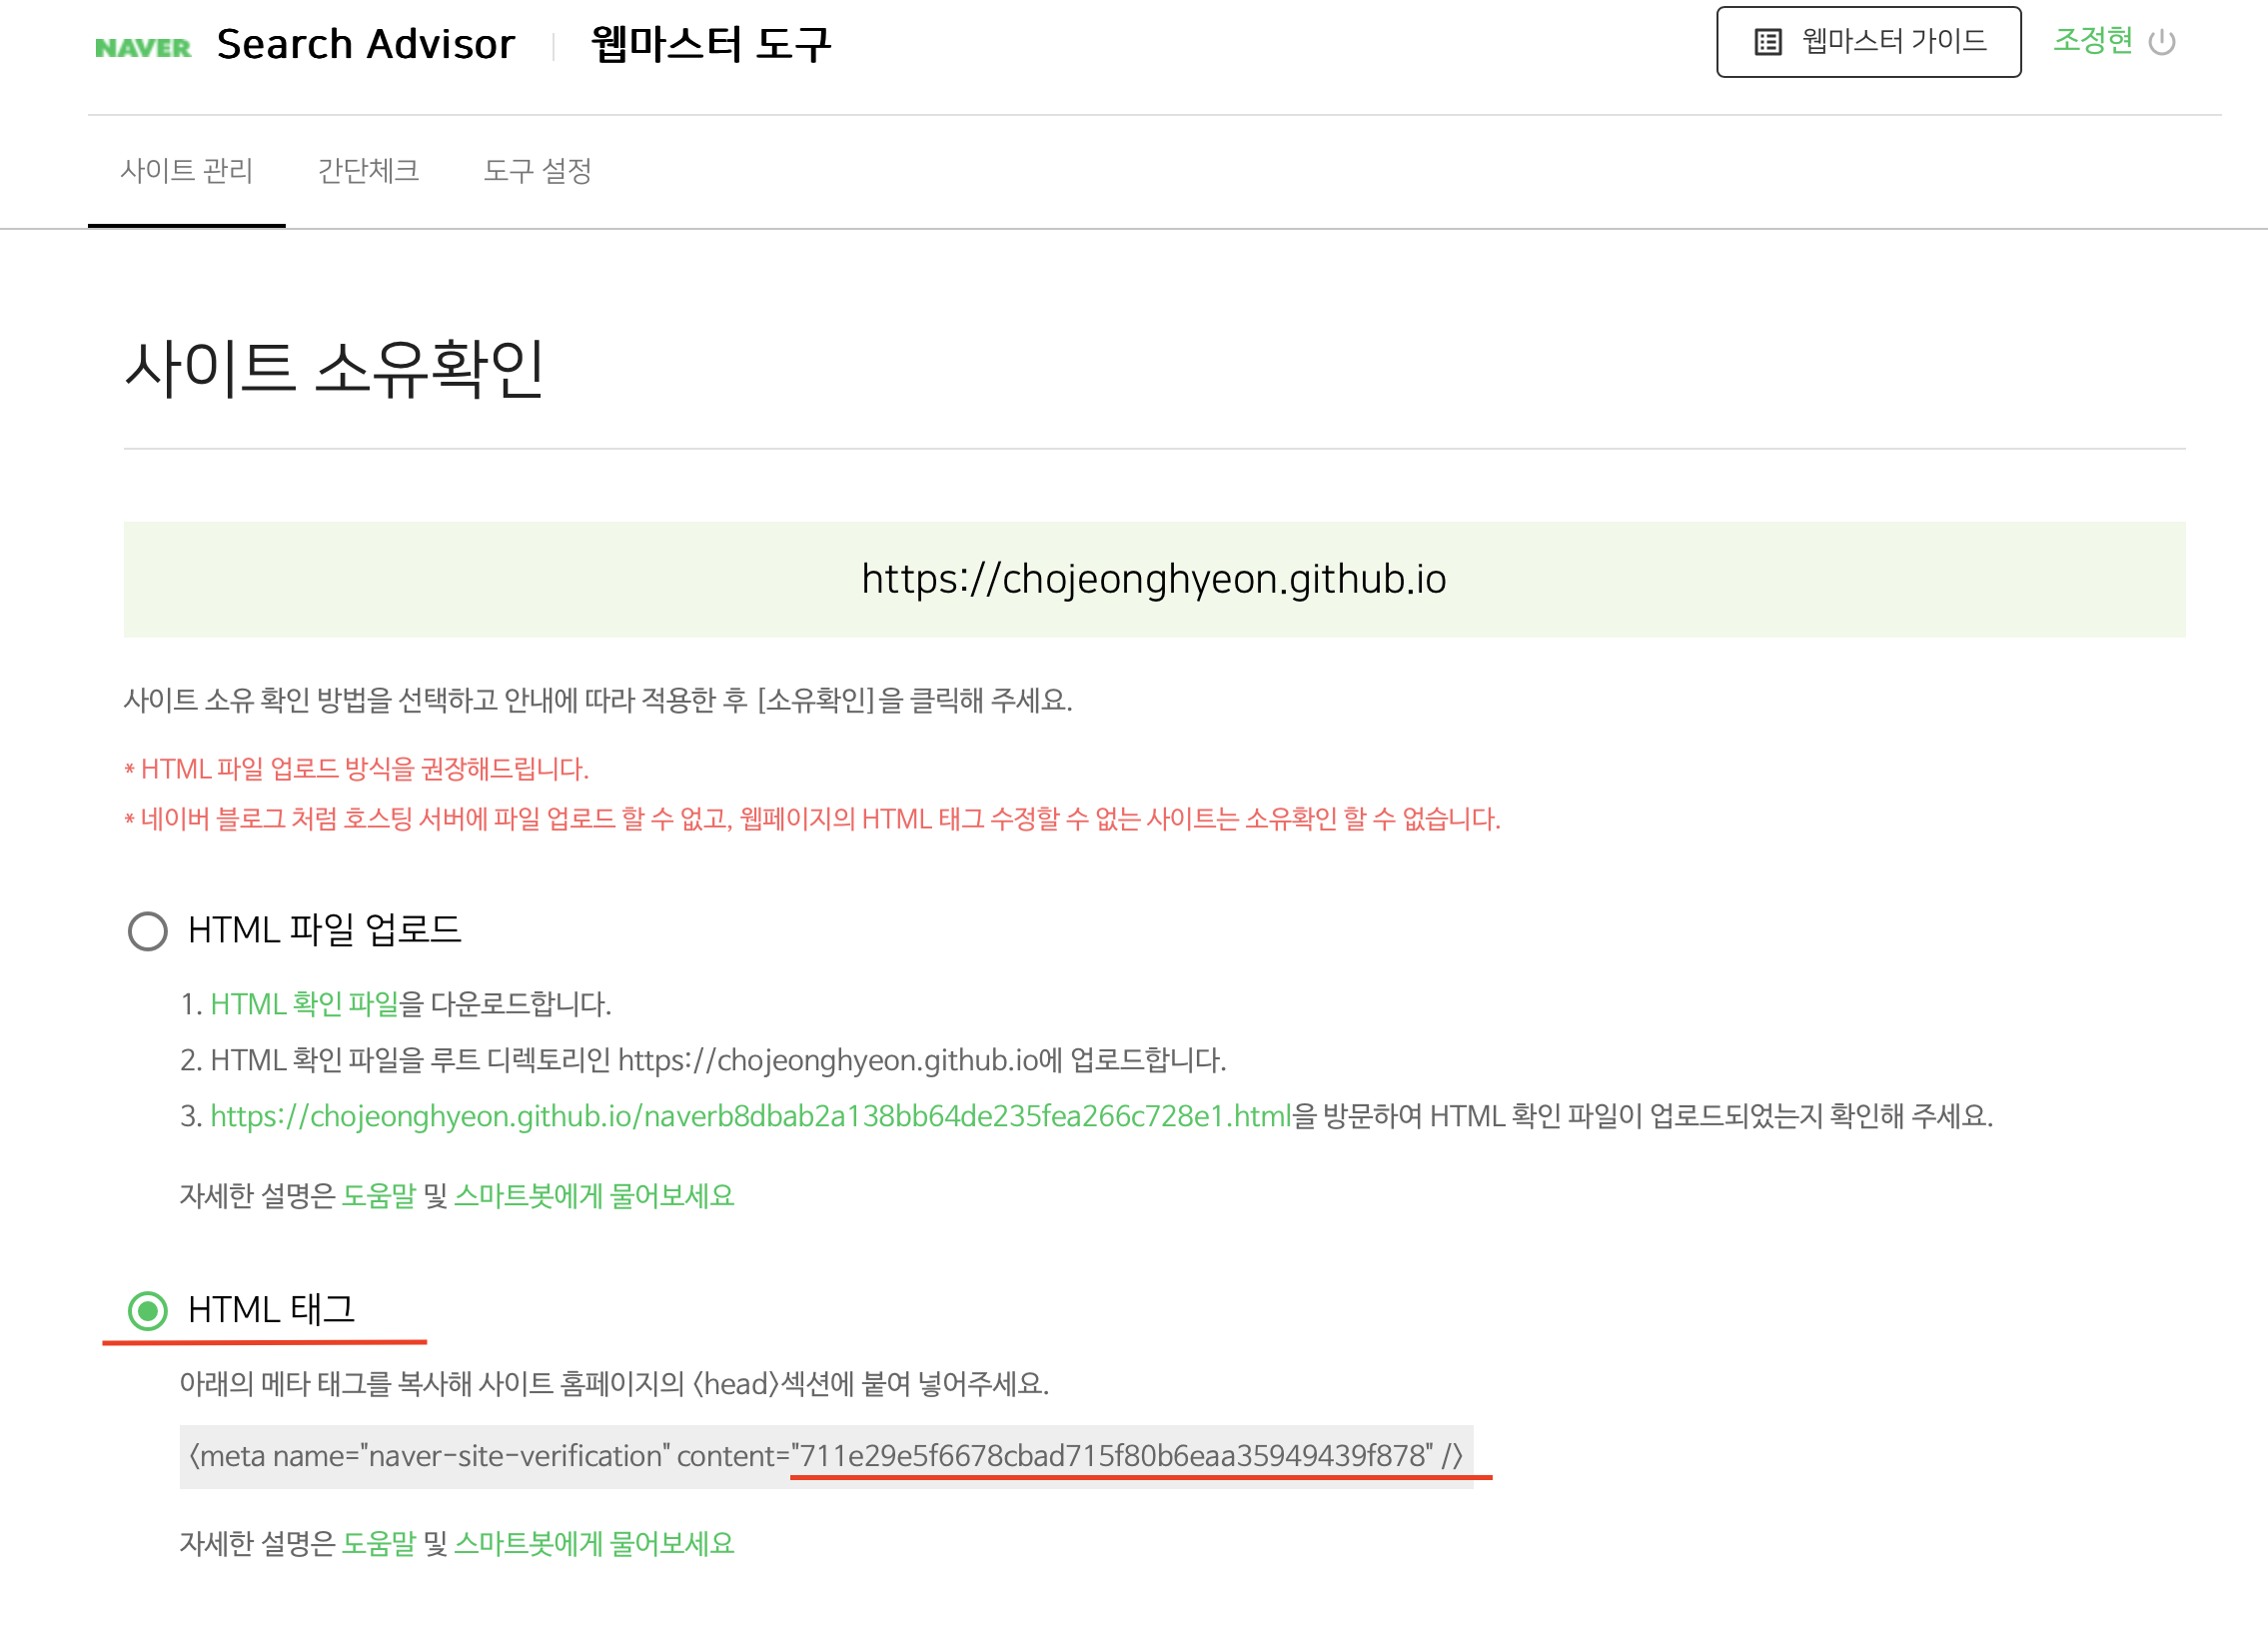 NAVER Search Advisor 웹마스터 도구 웹마스터 가이드 조정현
사이트 관리 간단체크 도구 설정
사이트 소유확인
https://chojeonghyeon.github.io
사이트 소유 확인 방법을 선택하고 안내에 따라 적용한 후 [소유확인]을 클릭해 주세요.
* HTML 파일 업로드 방식을 권장해드립니다.
* 네이버 블로그 처럼 호스팅 서버에 파일 업로드 할 수 없고, 웹페이지의 HTML 태그 수정할 수 없는 사이트는 소유확인 할 수 없습니다.
HTML 파일 업로드
1. HTML 확인 파일을 다운로드합니다.
2. HTML 확인 파일을 루트 디렉토리인 https://chojeonghyeon.github.io에 업로드합니다.
3. https://chojeonghyeon.github.io/naverb8dbab2a138bb64de235fea266c728e1.html을 방문하여 HTML 확인 파일이 업로드되었는지 확인해 주세요.
자세한 설명은 도움말 및 스마트봇에게 물어보세요
HTML 태그
아래의 메타 태그를 복사해 사이트 홈페이지의 <head>섹션에 붙여 넣어주세요.
<meta name="naver-site-verification" content="711e29e5f6678cbad715f80b6eaa35949439f878" />
자세한 설명은 도움말 및 스마트봇에게 물어보세요